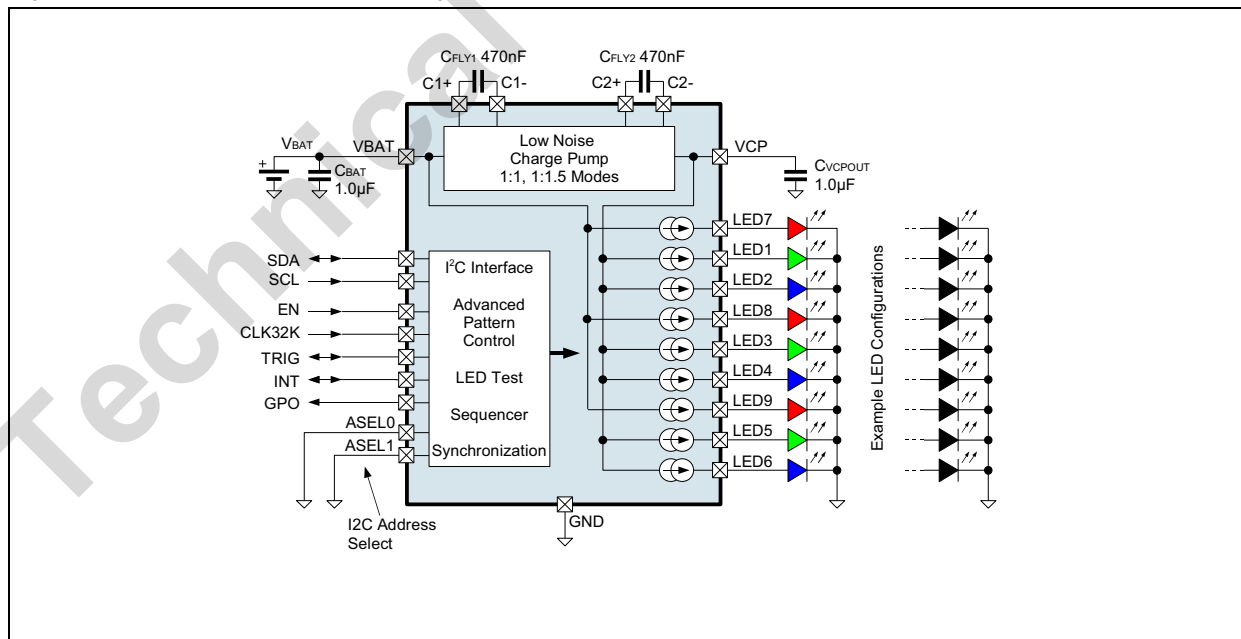 CFLY1 470nF
CFLY2 470nF
C1+
C1-
C2+
C2-
Low Noise
Charge Pump
1:1, 1:1.5 Modes
VBAT
VBAT
VCP
+
CBAT
1.0µF
CVCPOUT
1.0µF
LED7
LED1
LED2
LED8
LED3
LED4
LED9
LED5
LED6
SDA
SCL
EN
CLK32K
TRIG
INT
GPO
ASEL0
ASEL1
I²C Interface
Advanced
Pattern
Control
LED Test
Sequencer
Synchronization
Example LED Configurations
GND
I2C Address
Select
Technical